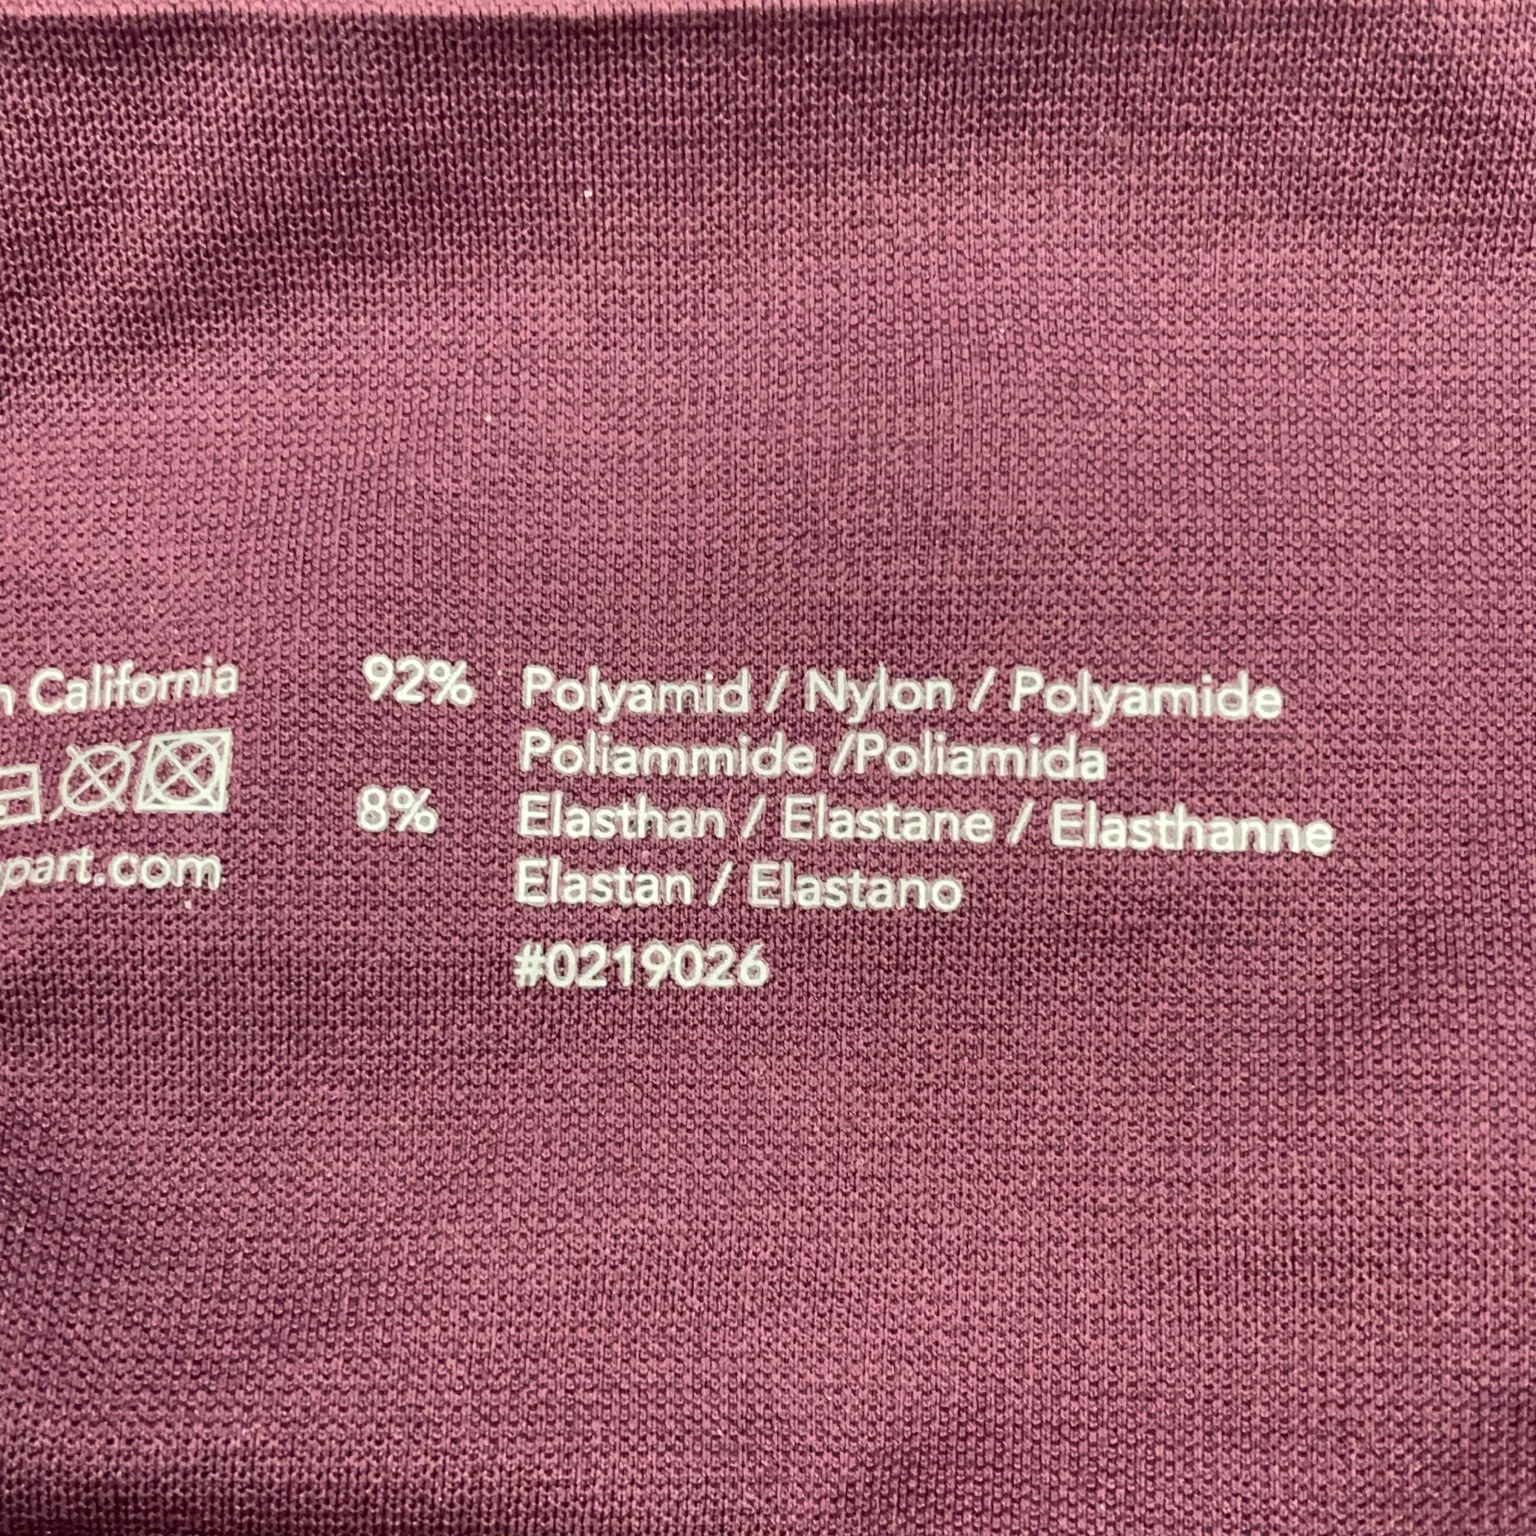 California
92% Polyamid / Nylon / Polyamide
Poliammide /Poliamida
8% Elasthan / Elastane / Elasthanne
Elastan / Elastano
part.com
#0219026